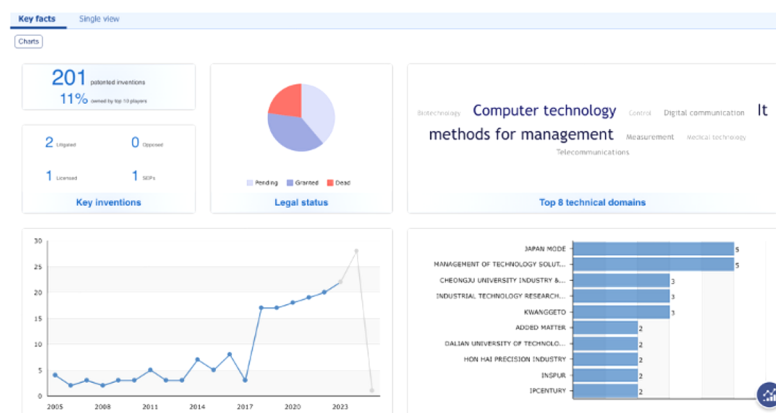 Key facts
Single view
Charts
201 patented inventions
11% owned by top 10 players
2 Litigated
0 Opposed
1 Licensed
1 SEPs
Key inventions
Pending
Granted
Dead
Legal status
Biotechnology Computer technology Control Digital communication It
methods for management Measurement Medical technology
Telecommunications
Top 8 technical domains
30
25
20
15
10
5
0
2005
2008
2011
2014
2017
2020
2023
JAPAN MODE 5
MANAGEMENT OF TECHNOLOGY SOLUT... 5
CHEONGJU UNIVERSITY INDUSTRY &... 3
INDUSTRIAL TECHNOLOGY RESEARCH... 3
KWANGGETO 3
ADDED MATTER 2
DALIAN UNIVERSITY OF TECHNOLO... 2
HON HAI PRECISION INDUSTRY 2
INSPUR 2
IPCENTURY 2